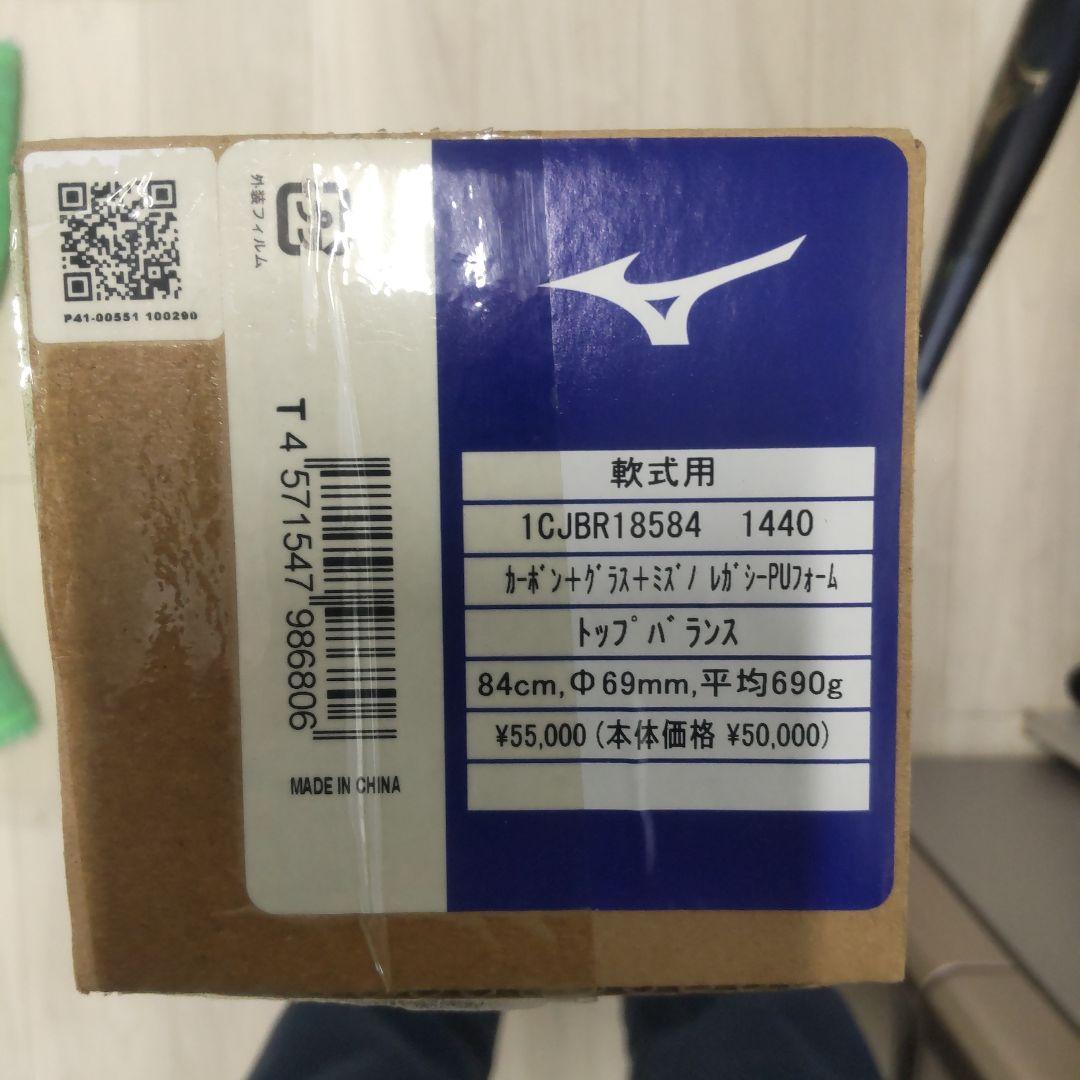 P41-00551 100290
外装フィルム
プラ
T 4 571547 986806
MADE IN CHINA
軟式用
1CJBR18584 1440
ｶｰﾎﾞﾝ+ｸﾞﾗｽ+ﾐｽﾞﾉ ﾚｶﾞｼｰPUﾌｫｰﾑ
ﾄｯﾌﾟﾊﾞﾗﾝｽ
84cm,Φ69mm,平均690g
¥55,000 (本体価格 ¥50,000)